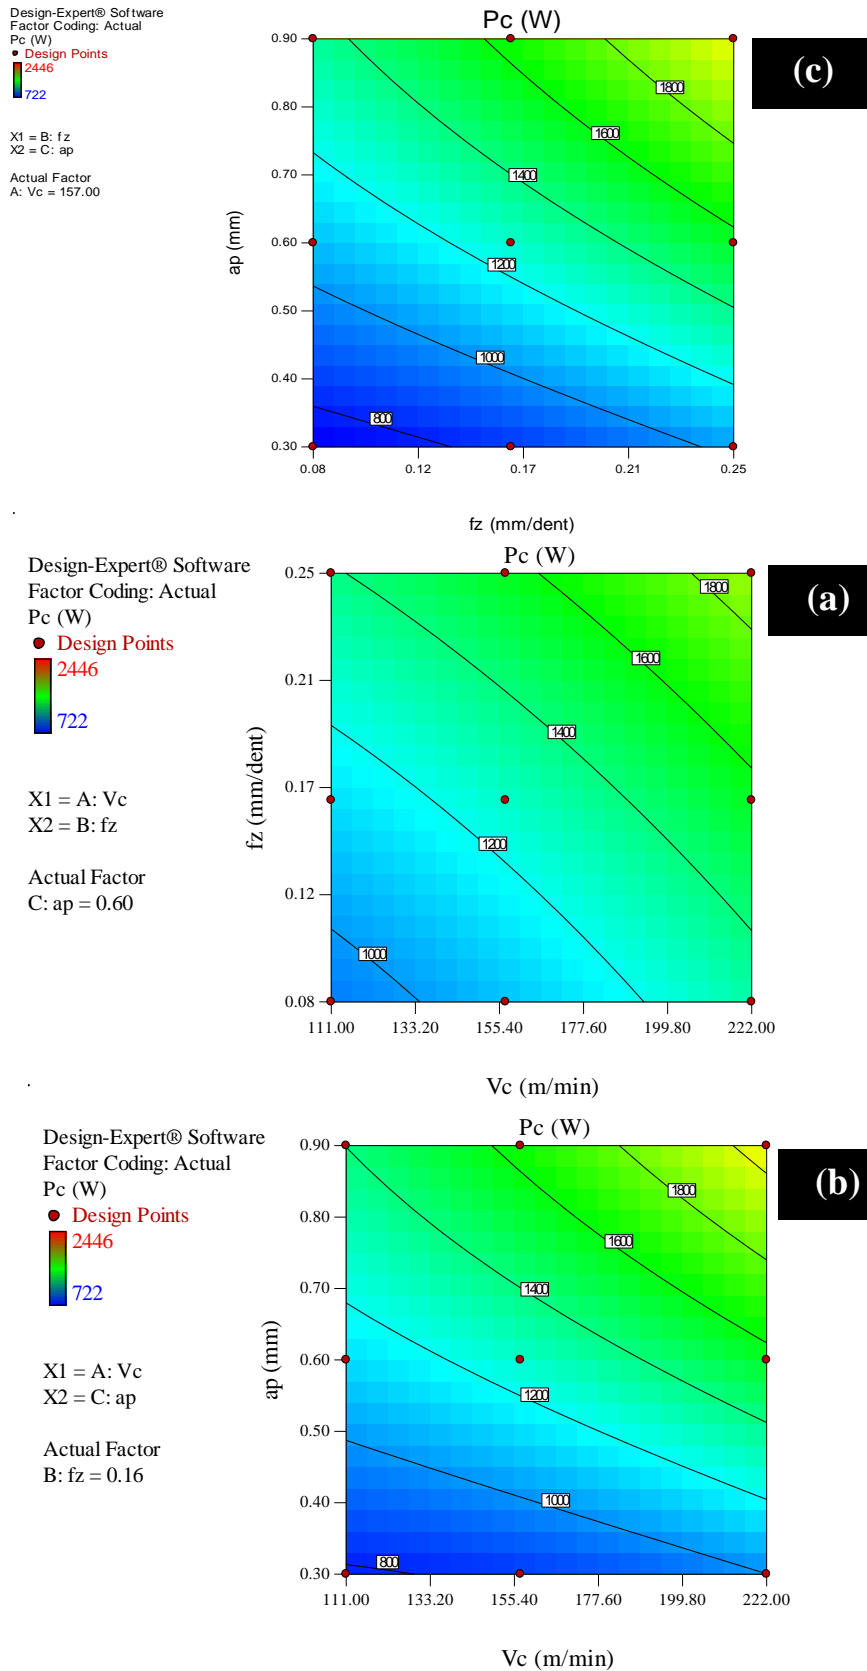 Design-Expert® Software
Factor Coding: Actual
Pc (W)
Design Points
2446
722
X1 = B: fz
X2 = C: ap
Actual Factor
A: Vc = 157.00
Pc (W)
(c)
0.90
0.80
0.70
0.60
0.50
0.40
0.30
ap (mm)
1800
1600
1400
1200
1000
800
0.08 0.12 0.17 0.21 0.25
fz (mm/dent)
Design-Expert® Software
Factor Coding: Actual
Pc (W)
Design Points
2446
722
X1 = A: Vc
X2 = B: fz
Actual Factor
C: ap = 0.60
Pc (W)
(a)
0.25
0.21
0.17
0.12
0.08
fz (mm/dent)
1800
1600
1400
1200
1000
111.00 133.20 155.40 177.60 199.80 222.00
Vc (m/min)
Design-Expert® Software
Factor Coding: Actual
Pc (W)
Design Points
2446
722
X1 = A: Vc
X2 = C: ap
Actual Factor
B: fz = 0.16
Pc (W)
(b)
0.90
0.80
0.70
0.60
0.50
0.40
0.30
ap (mm)
1800
1600
1400
1200
1000
800
111.00 133.20 155.40 177.60 199.80 222.00
Vc (m/min)